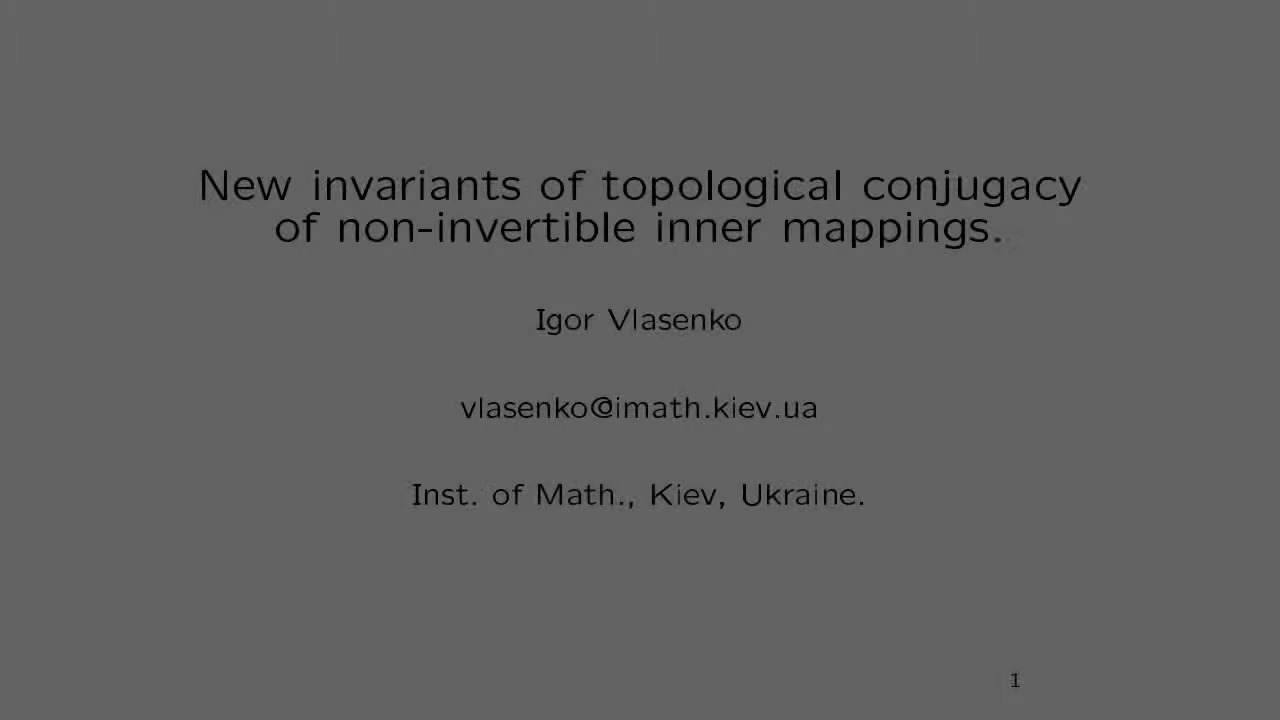 New invariants of topological conjugacy
of non-invertible inner mappings.
Igor Vlasenko
vlasenko@imath.kiev.ua
Inst. of Math., Kiev, Ukraine.
1